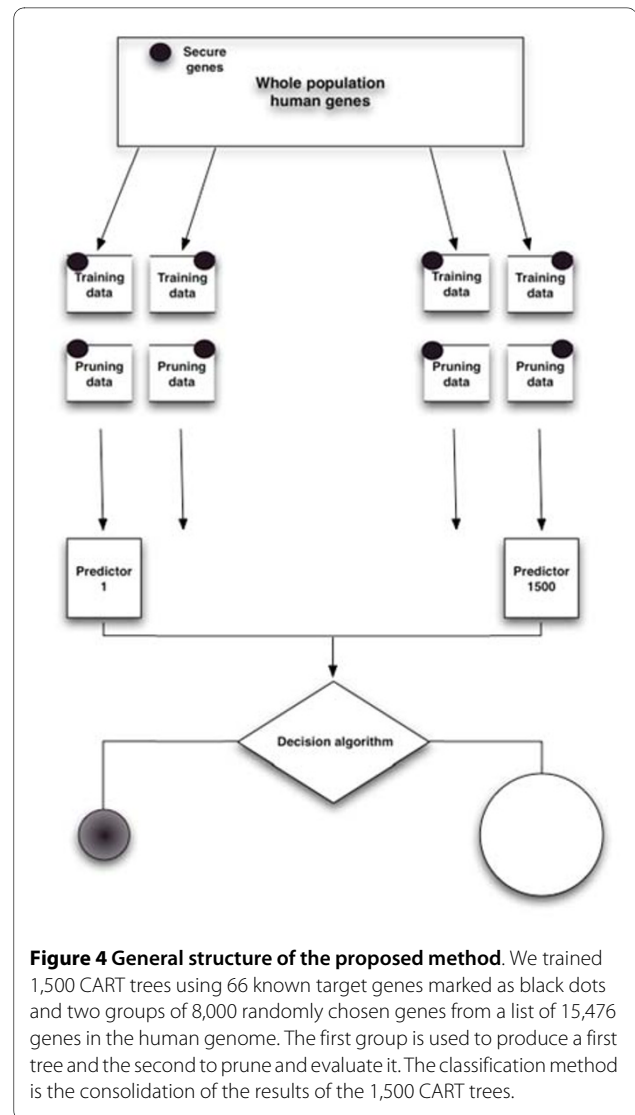 Secure
genes
Whole population
human genes
Training
data
Training
data
Training
data
Training
data
Pruning
data
Pruning
data
Pruning
data
Pruning
data
Predictor
1
Predictor
1500
Decision algorithm
Figure 4 General structure of the proposed method. We trained
1,500 CART trees using 66 known target genes marked as black dots
and two groups of 8,000 randomly chosen genes from a list of 15,476
genes in the human genome. The first group is used to produce a first
tree and the second to prune and evaluate it. The classification method
is the consolidation of the results of the 1,500 CART trees.